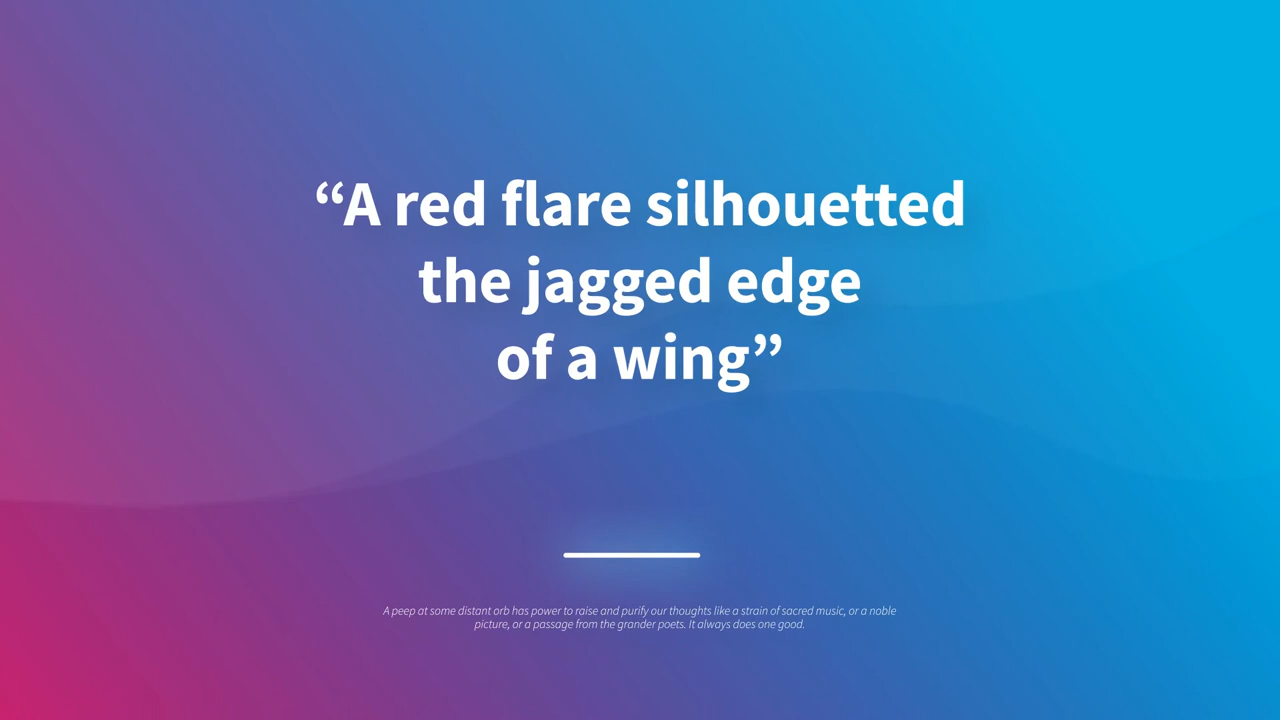 “A red flare silhouetted
the jagged edge
of a wing”
A peep at some distant orb has power to raise and purify our thoughts like a strain of sacred music, or a noble
picture, or a passage from the grander poets. It always does one good.